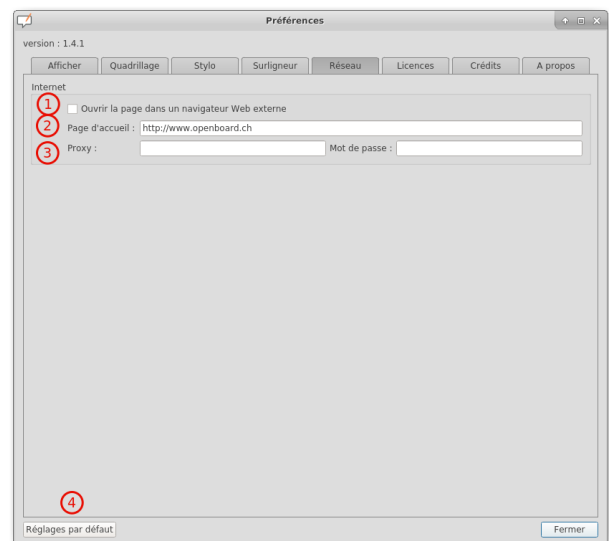 Préférences
version : 1.4.1
Afficher Quadrillage Stylo Surligneur Réseau Licences Crédits A propos
Internet
1 Ouvrir la page dans un navigateur Web externe
2 Page d'accueil : http://www.openboard.ch
3 Proxy : Mot de passe :
4
Réglages par défaut Fermer